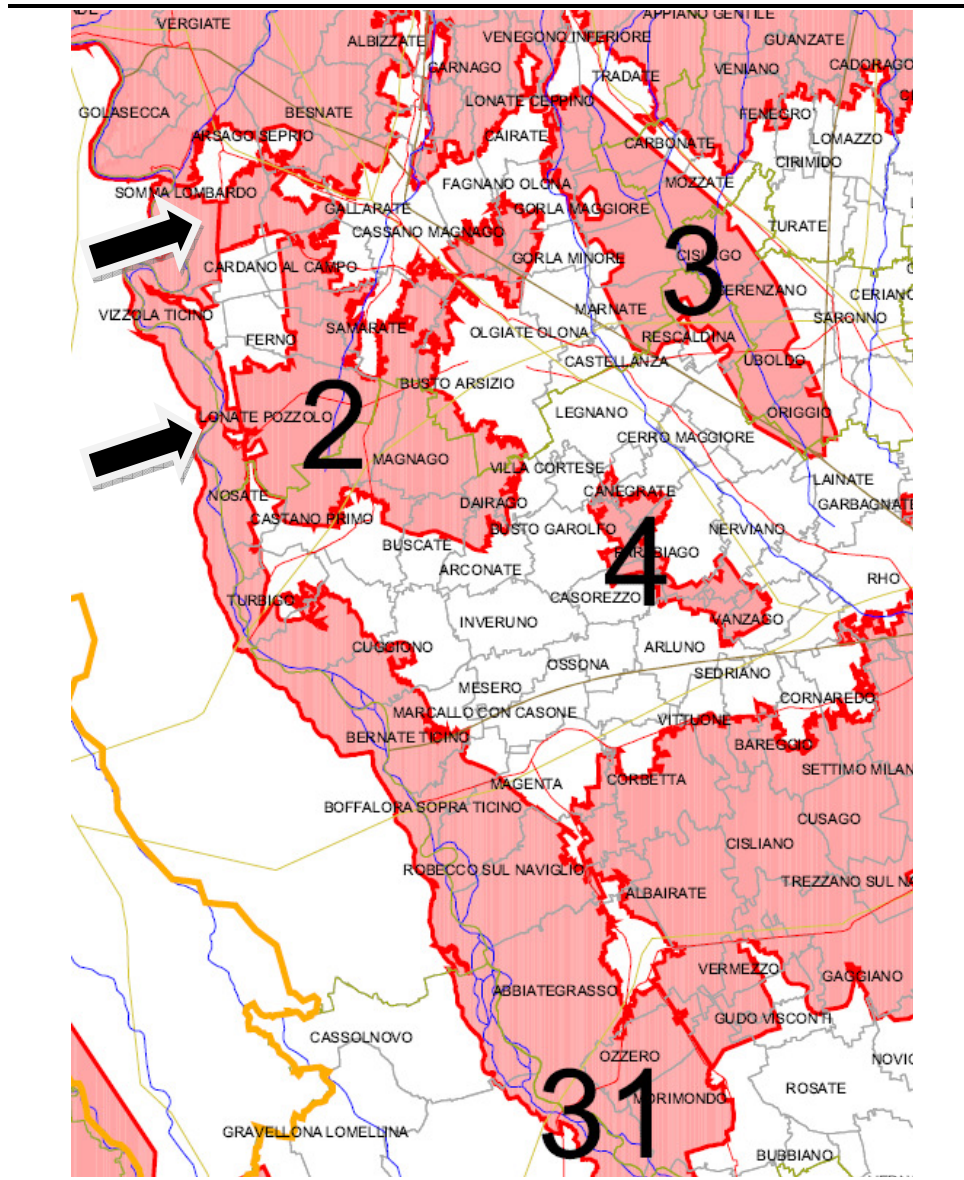 VERGIATE
APPIANO GENTILE
ALBIZZATE
VENEGONO INFERIORE
GUANZATE
CARNAGO
TRADATE
VENIANO
CADORAGO
GOLASECCA
BESNATE
LONATE CEPPINO
FENEGRO
ARSAGO SEPRIO
CAIRATE
CARBONATE
LOMAZZO
CIRIMIDO
SOMMA LOMBARDO
FAGNANO OLONA
MOZZATE
GALLARATE
GORLA MAGGIORE
CASSANO MAGNAGO
TURATE
3
CISLAGO
CARDANO AL CAMPO
GORLA MINORE
GERENZANO
CERIANO
VIZZOLA TICINO
MARNATE
SARONNO
SAMARATE
OLGIATE OLONA
RESCALDINA
FERNO
CASTELLANZA
UBOLDO
BUSTO ARSIZIO
2
LONATE POZZOLO
LEGNANO
ORIGGIO
CERRO MAGGIORE
MAGNAGO
VILLA CORTESE
LAINATE
NOSATE
DAIRAGO
CANEGRATE
GARBAGNATE
CASTANO PRIMO
BUSTO GAROLFO
NERVIANO
BUSCATE
PARABIAGO
4
ARCONATE
RHO
TURBIGO
CASOREZZO
INVERUNO
VANZAGO
CUGGIONO
ARLUNO
OSSONA
SEDRIANO
MESERO
CORNAREDO
MARCALLO CON CASONE
VITTUONE
BERNATE TICINO
BAREGGIO
SETTIMO MILAN
MAGENTA
CORBETTA
BOFFALORA SOPRA TICINO
CUSAGO
CISLIANO
ROBECCO SUL NAVIGLIO
TREZZANO SUL N
ALBAIRATE
VERMEZZO
GAGGIANO
ABBIATEGRASSO
GUDO VISCONTI
CASSOLNOVO
OZZERO
NOVIG
ROSATE
31
MORIMONDO
GRAVELLONA LOMELLINA
BUBBIANO